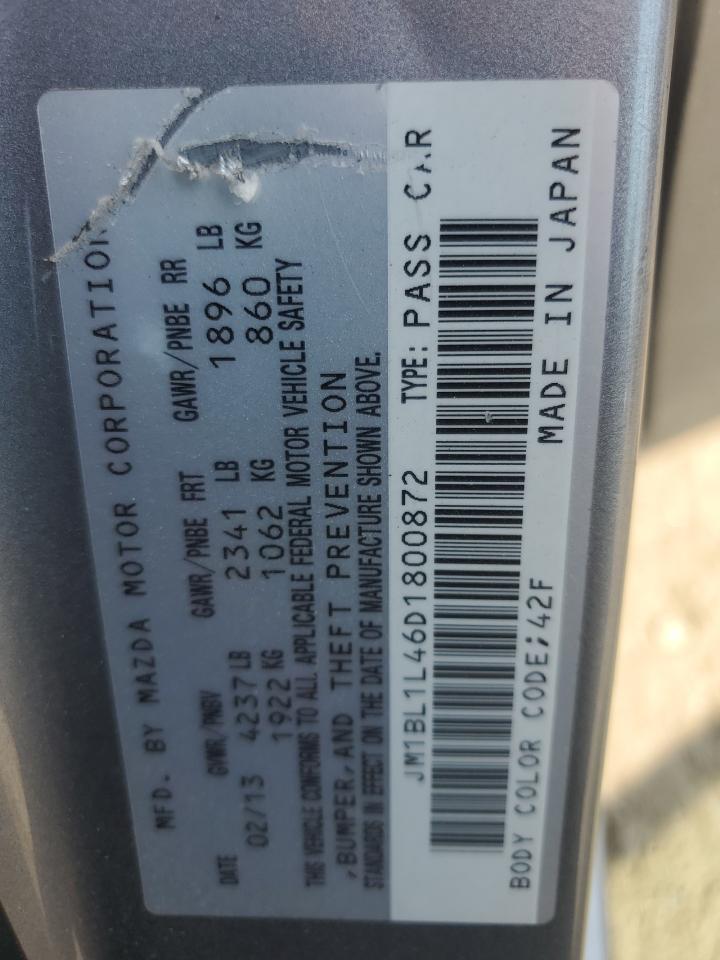 MFD. BY MAZDA MOTOR CORPORATION
DATE GVWR/PNBV GAWR/PNBE FRT GAWR/PNBE RR
02/13 4237 LB 2341 LB 1896 LB
1922 KG 1062 KG 860 KG
THIS VEHICLE CONFORMS TO ALL APPLICABLE FEDERAL MOTOR VEHICLE SAFETY
,BUMPER,AND THEFT PREVENTION
STANDARDS IN EFFECT ON THE DATE OF MANUFACTURE SHOWN ABOVE.
JM1BL1L46D1800872 TYPE: PASS CAR
BODY COLOR CODE;42F MADE IN JAPAN